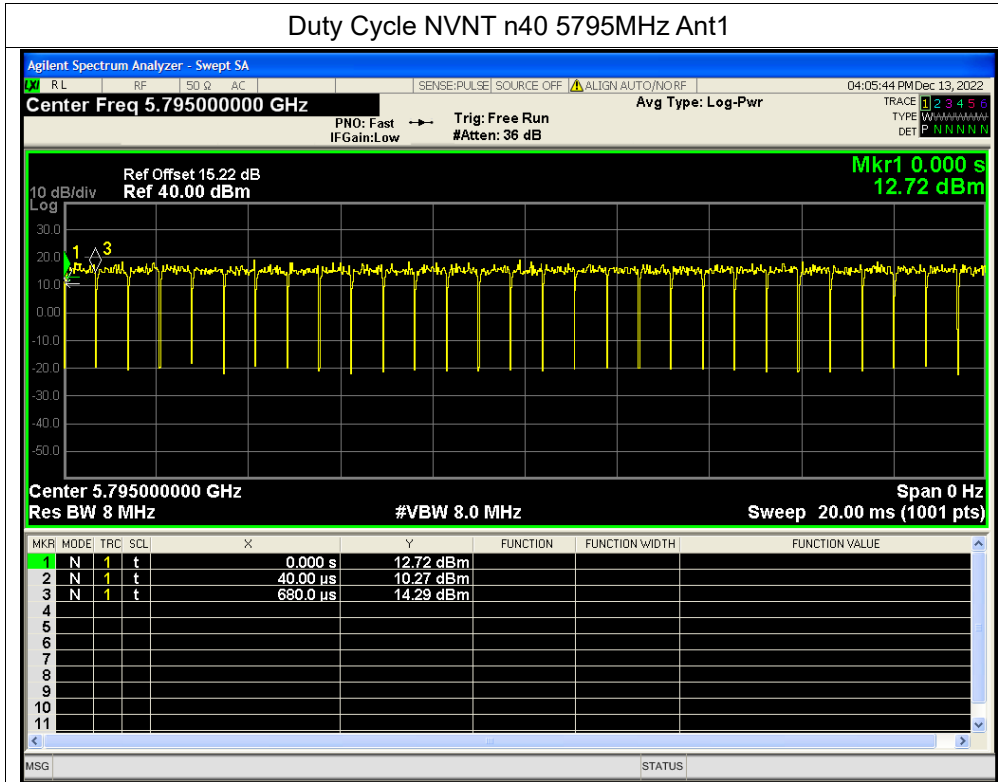 Duty Cycle NVNT n40 5795MHz Ant1
Agilent Spectrum Analyzer - Swept SA
LXI RL RF 50 Ω AC SENSE:PULSE SOURCE OFF ALIGN AUTO/NO RF 04:05:44 PM Dec 13, 2022
Center Freq 5.795000000 GHz Avg Type: Log-Pwr TRACE 1 2 3 4 5 6
PNO: Fast Trig: Free Run TYPE W
IFGain:Low #Atten: 36 dB DET P N N N N N
Mkr1 0.000 s
Ref Offset 15.22 dB
10 dB/div Ref 40.00 dBm 12.72 dBm
Log
30.0
1 3
20.0
10.0
0.00
-10.0
-20.0
-30.0
-40.0
-50.0
Center 5.795000000 GHz Span 0 Hz
Res BW 8 MHz #VBW 8.0 MHz Sweep 20.00 ms (1001 pts)
MKR MODE TRC SCL X Y FUNCTION FUNCTION WIDTH FUNCTION VALUE
1 N 1 t 0.000 s 12.72 dBm
2 N 1 t 40.00 µs 10.27 dBm
3 N 1 t 680.0 µs 14.29 dBm
4
5
6
7
8
9
10
11
MSG STATUS